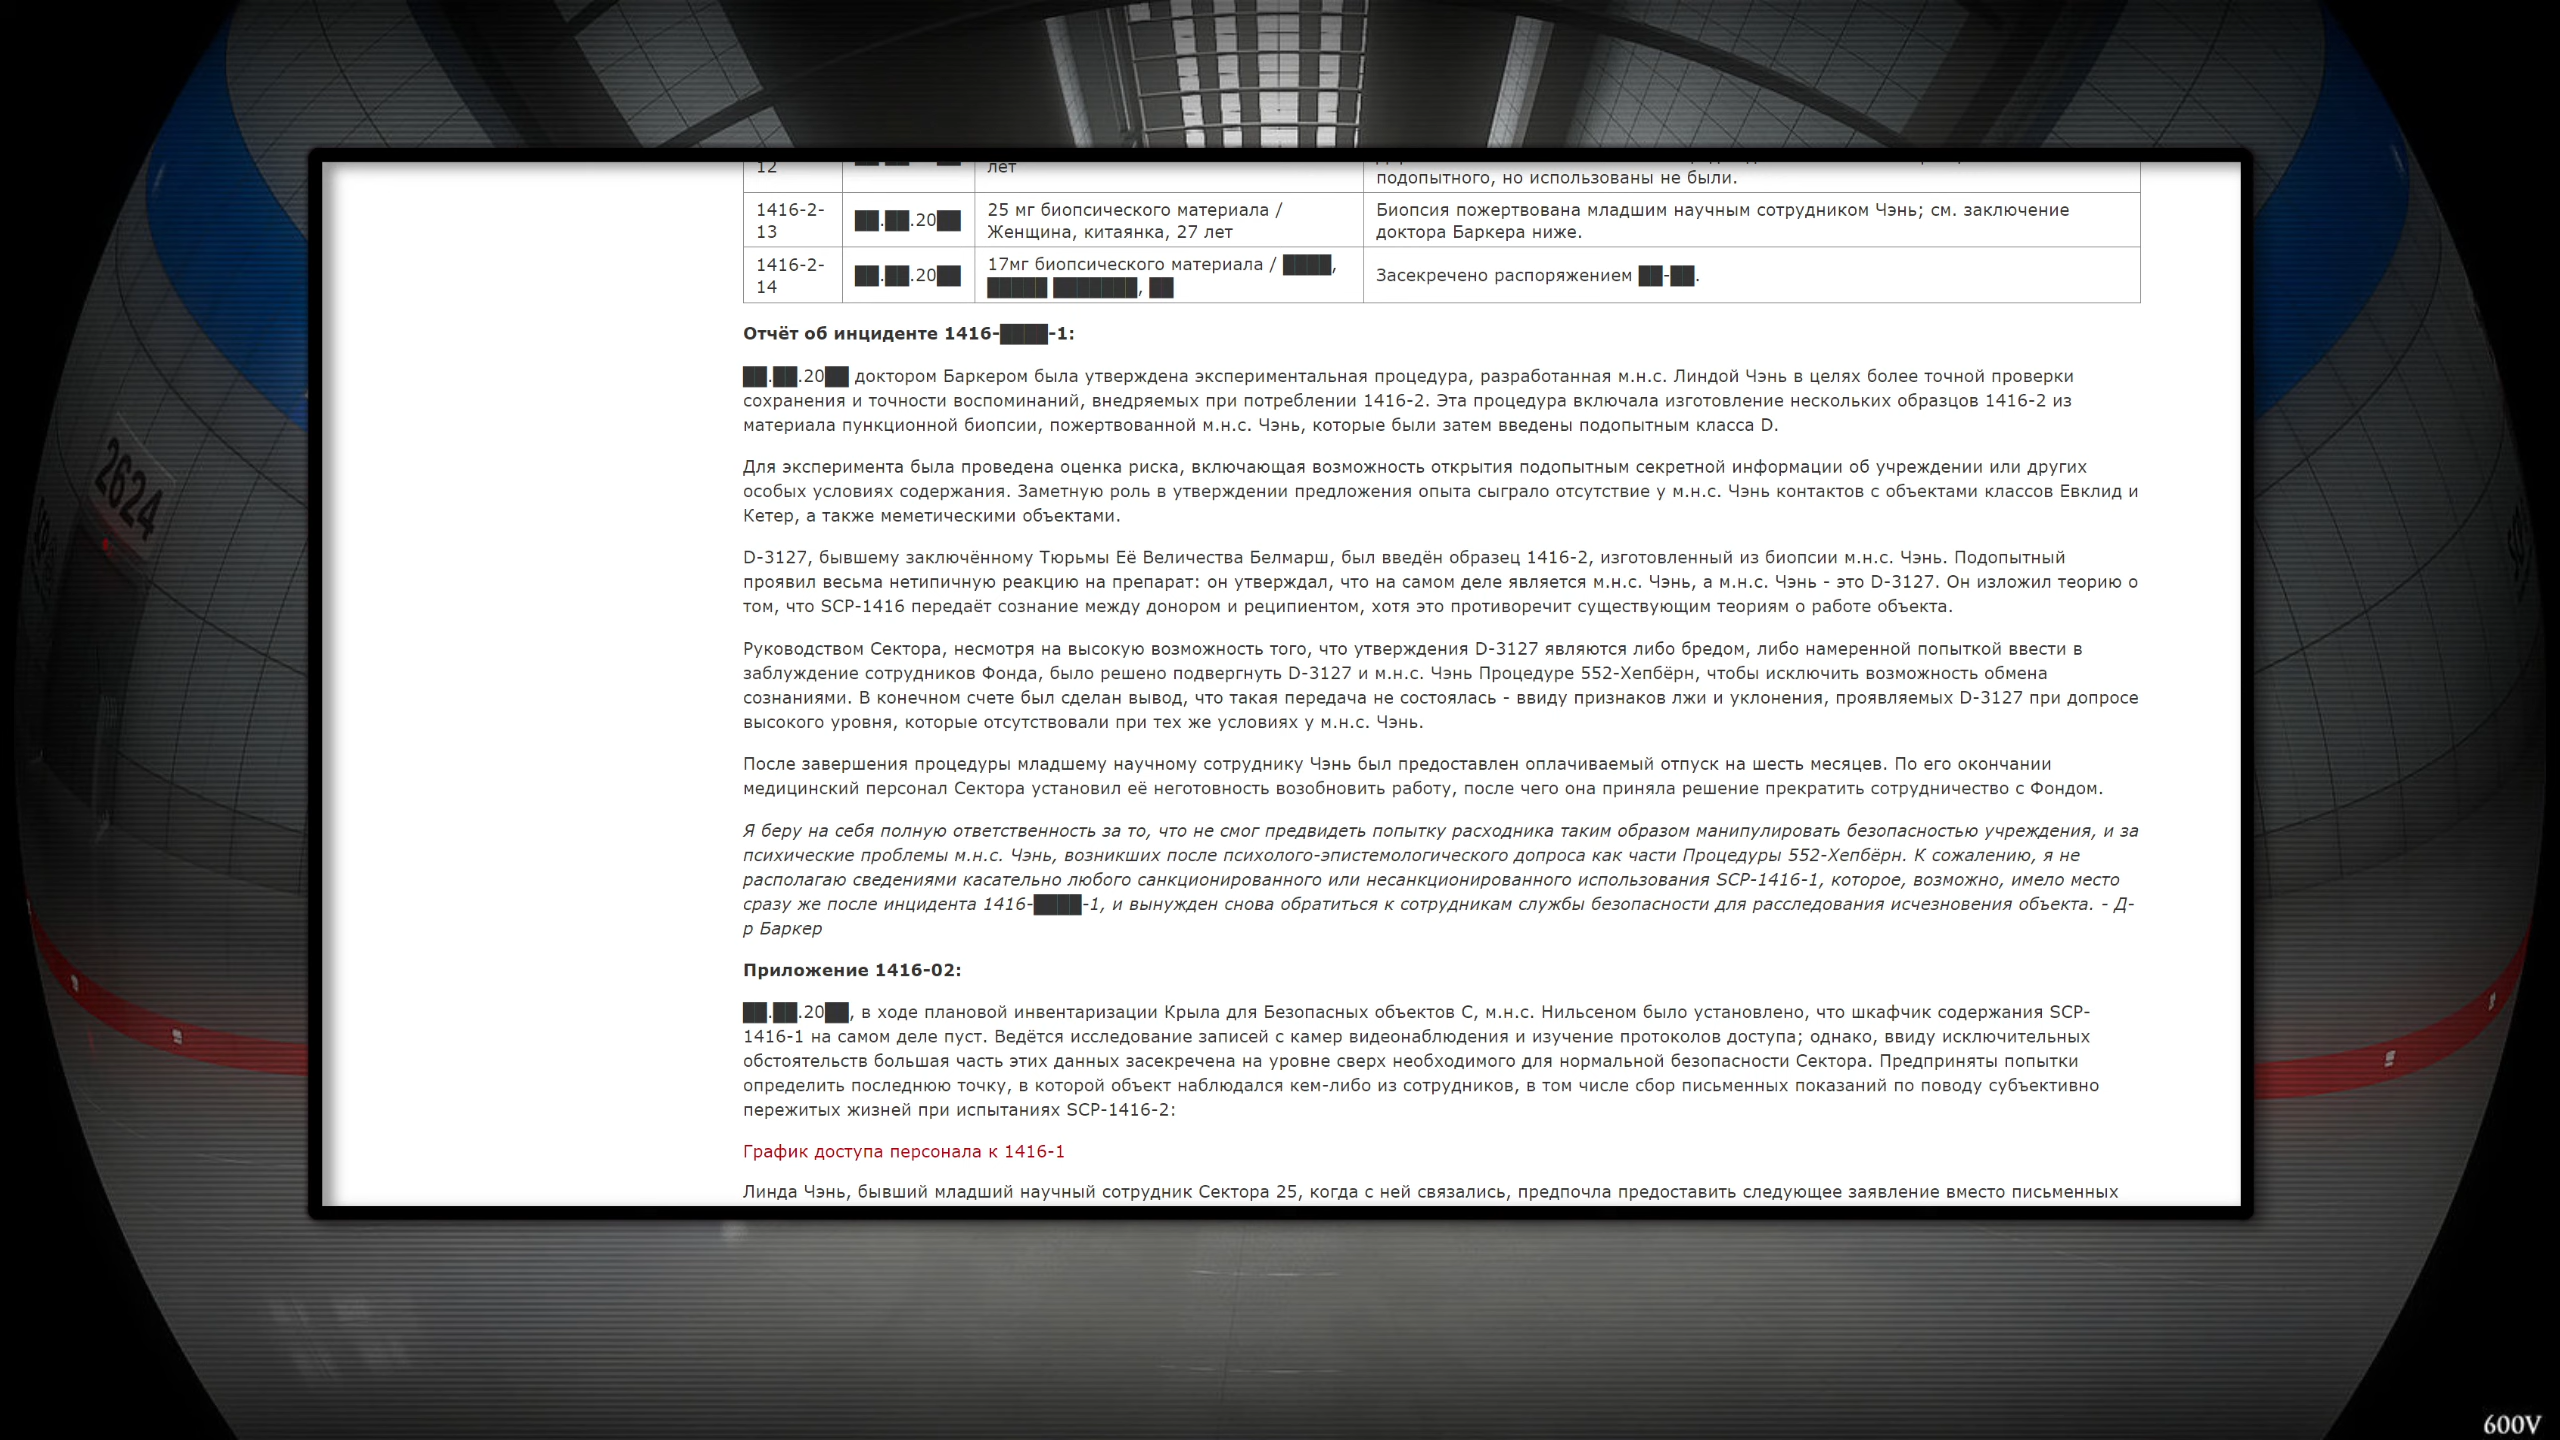 12
лет
подопытного, но использованы не были.
1416-2-
13
██.██.20██
25 мг биопсического материала /
Женщина, китаянка, 27 лет
Биопсия пожертвована младшим научным сотрудником Чэнь; см. заключение
доктора Баркера ниже.
1416-2-
14
██.██.20██
17мг биопсического материала / ████,
█████ ███████, ██
Засекречено распоряжением ██-██.
Отчёт об инциденте 1416-████-1:
██.██.20██ доктором Баркером была утверждена экспериментальная процедура, разработанная м.н.с. Линдой Чэнь в целях более точной проверки
сохранения и точности воспоминаний, внедряемых при потреблении 1416-2. Эта процедура включала изготовление нескольких образцов 1416-2 из
материала пункционной биопсии, пожертвованной м.н.с. Чэнь, которые были затем введены подопытным класса D.
Для эксперимента была проведена оценка риска, включающая возможность открытия подопытным секретной информации об учреждении или других
особых условиях содержания. Заметную роль в утверждении предложения опыта сыграло отсутствие у м.н.с. Чэнь контактов с объектами классов Евклид и
Кетер, а также меметическими объектами.
D-3127, бывшему заключённому Тюрьмы Её Величества Белмарш, был введён образец 1416-2, изготовленный из биопсии м.н.с. Чэнь. Подопытный
проявил весьма нетипичную реакцию на препарат: он утверждал, что на самом деле является м.н.с. Чэнь, а м.н.с. Чэнь - это D-3127. Он изложил теорию о
том, что SCP-1416 передаёт сознание между донором и реципиентом, хотя это противоречит существующим теориям о работе объекта.
Руководством Сектора, несмотря на высокую возможность того, что утверждения D-3127 являются либо бредом, либо намеренной попыткой ввести в
заблуждение сотрудников Фонда, было решено подвергнуть D-3127 и м.н.с. Чэнь Процедуре 552-Хепбёрн, чтобы исключить возможность обмена
сознаниями. В конечном счете был сделан вывод, что такая передача не состоялась - ввиду признаков лжи и уклонения, проявляемых D-3127 при допросе
высокого уровня, которые отсутствовали при тех же условиях у м.н.с. Чэнь.
После завершения процедуры младшему научному сотруднику Чэнь был предоставлен оплачиваемый отпуск на шесть месяцев. По его окончании
медицинский персонал Сектора установил её неготовность возобновить работу, после чего она приняла решение прекратить сотрудничество с Фондом.
Я беру на себя полную ответственность за то, что не смог предвидеть попытку расходника таким образом манипулировать безопасностью учреждения, и за
психические проблемы м.н.с. Чэнь, возникших после психолого-эпистемологического допроса как части Процедуры 552-Хепбёрн. К сожалению, я не
располагаю сведениями касательно любого санкционированного или несанкционированного использования SCP-1416-1, которое, возможно, имело место
сразу же после инцидента 1416-████-1, и вынужден снова обратиться к сотрудникам службы безопасности для расследования исчезновения объекта. - Д-
р Баркер
Приложение 1416-02:
██.██.20██, в ходе плановой инвентаризации Крыла для Безопасных объектов С, м.н.с. Нильсеном было установлено, что шкафчик содержания SCP-
1416-1 на самом деле пуст. Ведётся исследование записей с камер видеонаблюдения и изучение протоколов доступа; однако, ввиду исключительных
обстоятельств большая часть этих данных засекречена на уровне сверх необходимого для нормальной безопасности Сектора. Предприняты попытки
определить последнюю точку, в которой объект наблюдался кем-либо из сотрудников, в том числе сбор письменных показаний по поводу субъективно
пережитых жизней при испытаниях SCP-1416-2:
График доступа персонала к 1416-1
Линда Чэнь, бывший младший научный сотрудник Сектора 25, когда с ней связались, предпочла предоставить следующее заявление вместо письменных
2624
600V